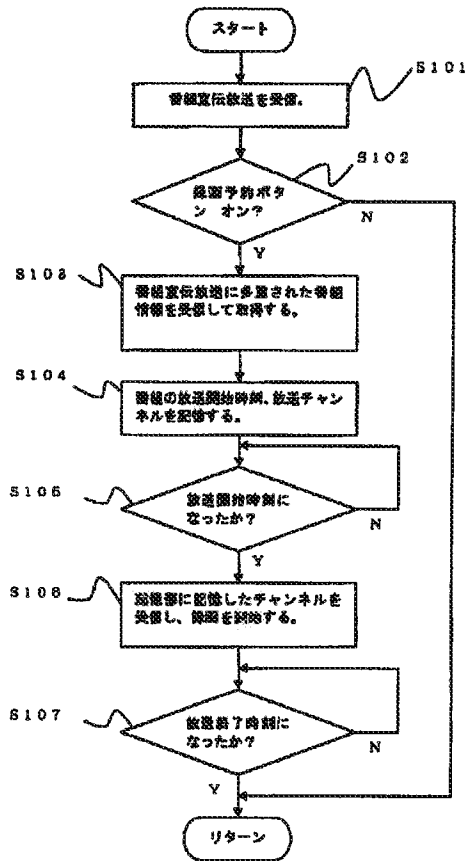 スタート
S101
番組宣伝放送を受信。
S102
録画予約ボタ
ン オン?
N
Y
S103
番組宣伝放送に多重された番組
情報を受信して取得する。
S104
番組の放送開始時刻、放送チャン
ネルを記憶する。
S105
放送開始時刻に
なったか?
N
Y
S106
記憶部に記憶したチャンネルを
受信し、録画を開始する。
S107
放送終了時刻に
なったか?
N
Y
リターン